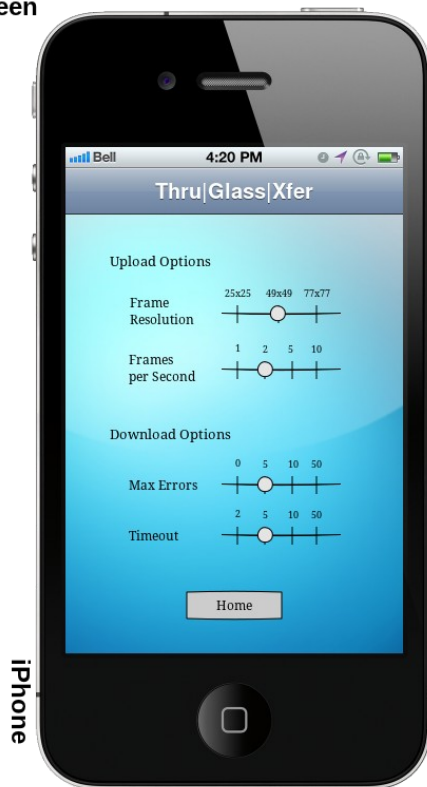 een
Bell 4:20 PM
Thru|Glass|Xfer
Upload Options
25x25 49x49 77x77
Frame
Resolution
1 2 5 10
Frames
per Second
Download Options
0 5 10 50
Max Errors
2 5 10 50
Timeout
Home
iPhone